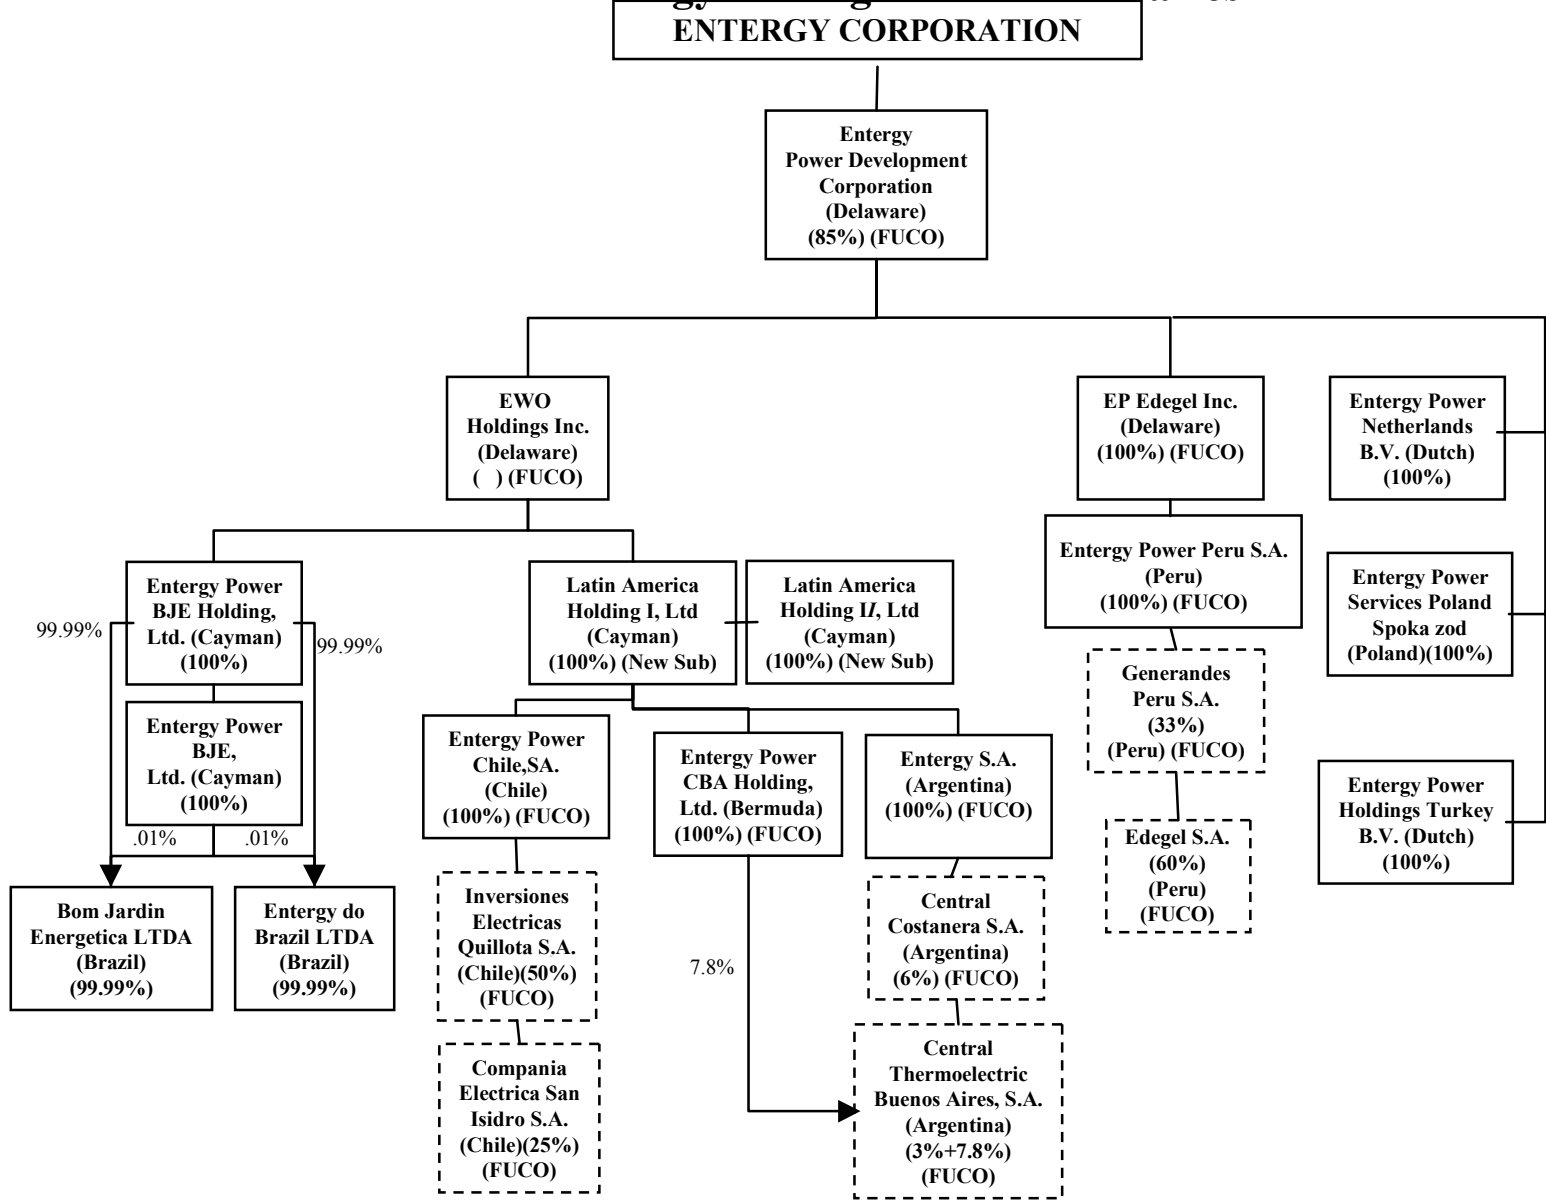 ENTERGY CORPORATION
Entergy
Power Development
Corporation
(Delaware)
(85%) (FUCO)
EWO
Holdings Inc.
(Delaware)
( ) (FUCO)
EP Edegel Inc.
(Delaware)
(100%) (FUCO)
Entergy Power
Netherlands
B.V. (Dutch)
(100%)
Entergy Power Peru S.A.
(Peru)
(100%) (FUCO)
Entergy Power
BJE Holding,
Ltd. (Cayman)
(100%)
99.99%
99.99%
Latin America
Holding I, Ltd
(Cayman)
(100%) (New Sub)
Latin America
Holding II, Ltd
(Cayman)
(100%) (New Sub)
Entergy Power
Services Poland
Spoka zod
(Poland)(100%)
Generandes
Peru S.A.
(33%)
(Peru) (FUCO)
Entergy Power
BJE,
Ltd. (Cayman)
(100%)
.01%
.01%
Entergy Power
Chile,SA.
(Chile)
(100%) (FUCO)
Entergy Power
CBA Holding,
Ltd. (Bermuda)
(100%) (FUCO)
Entergy S.A.
(Argentina)
(100%) (FUCO)
Entergy Power
Holdings Turkey
B.V. (Dutch)
(100%)
Edegel S.A.
(60%)
(Peru)
(FUCO)
Bom Jardin
Energetica LTDA
(Brazil)
(99.99%)
Entergy do
Brazil LTDA
(Brazil)
(99.99%)
Inversiones
Electricas
Quillota S.A.
(Chile)(50%)
(FUCO)
7.8%
Central
Costanera S.A.
(Argentina)
(6%) (FUCO)
Compania
Electrica San
Isidro S.A.
(Chile)(25%)
(FUCO)
Central
Thermoelectric
Buenos Aires, S.A.
(Argentina)
(3%+7.8%)
(FUCO)